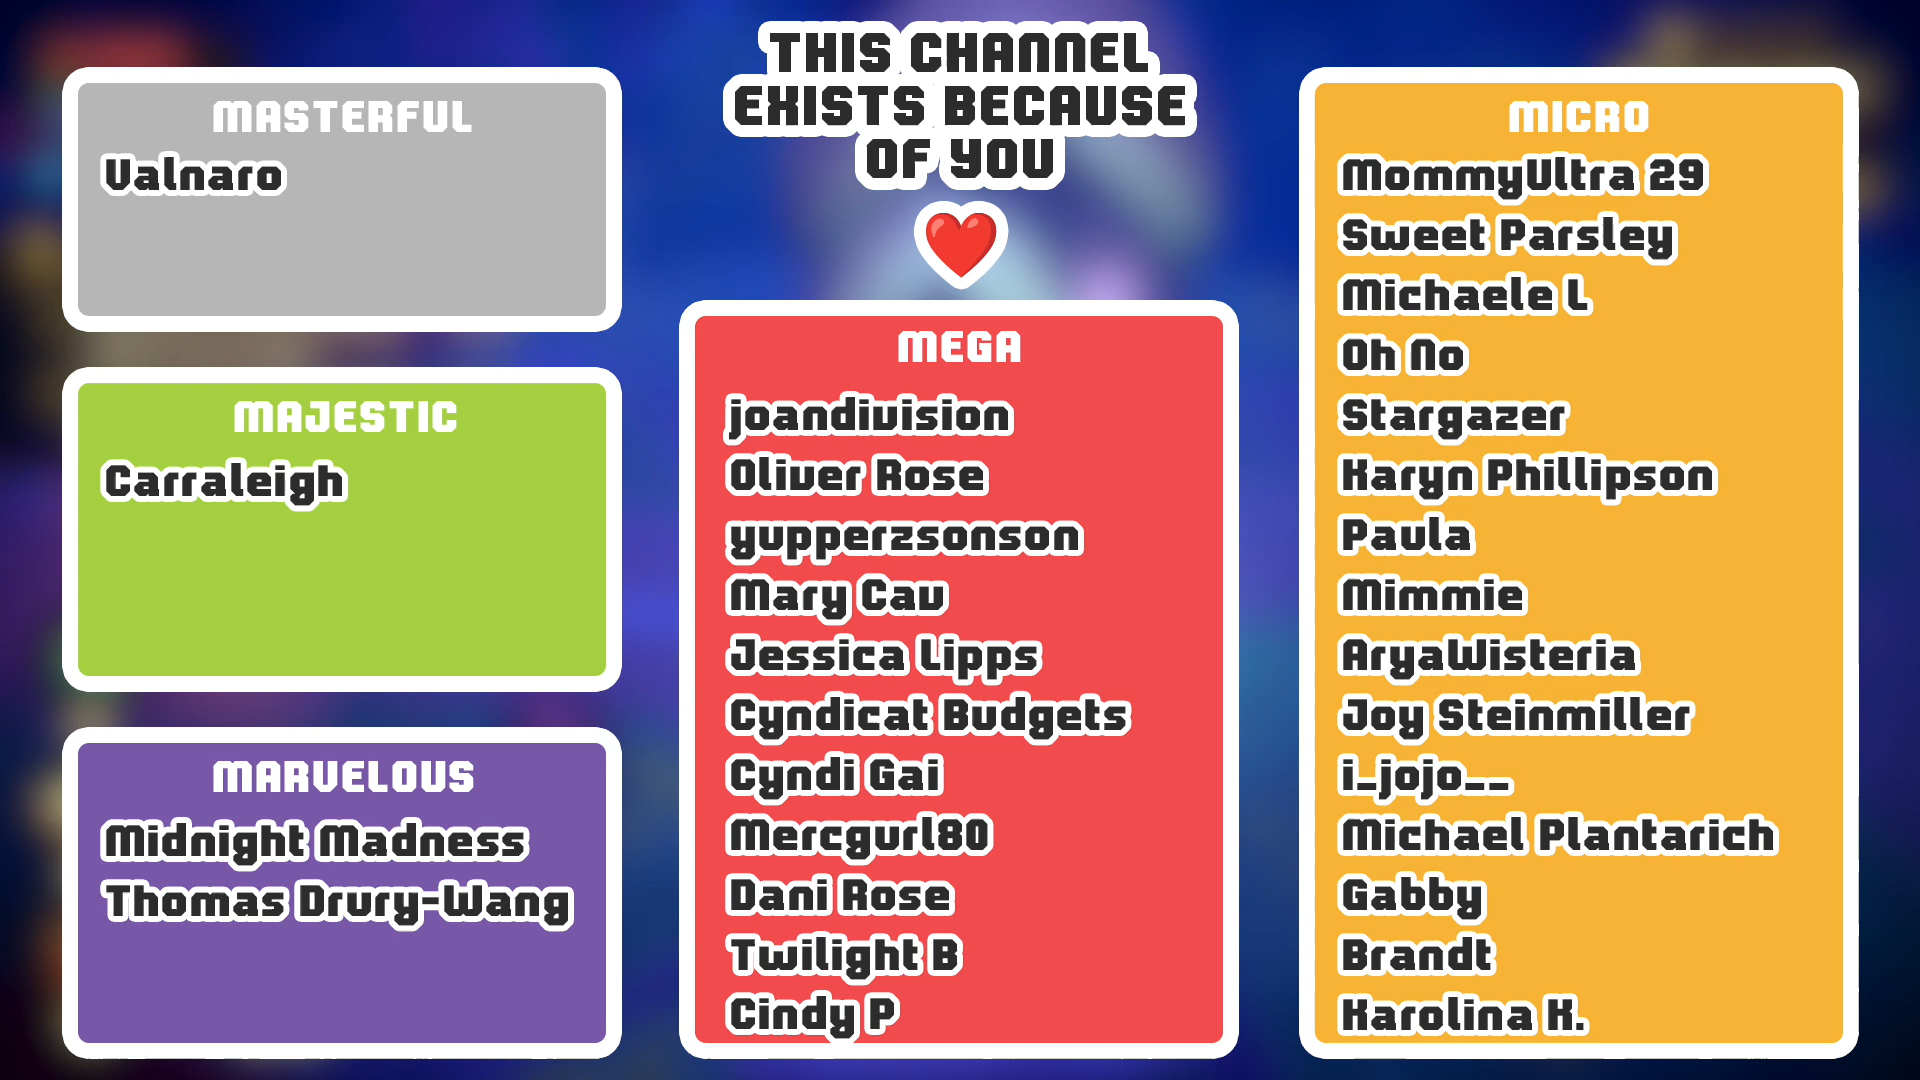 THIS CHANNEL
EXISTS BECAUSE
OF YOU
MASTERFUL
Valnaro
MAJESTIC
Carraleigh
MARVELOUS
Midnight Madness
Thomas Drury-Wang
MEGA
joandivision
Oliver Rose
yupperzsonson
Mary Cav
Jessica Lipps
Cyndicat Budgets
Cyndi Gai
Mercgurl80
Dani Rose
Twilight B
Cindy P
MICRO
MommyUltra 29
Sweet Parsley
Michaele L
Oh No
Stargazer
Karyn Phillipson
Paula
Mimmie
AryaWisteria
Joy Steinmiller
i_jojo__
Michael Plantarich
Gabby
Brandt
Karolina K.